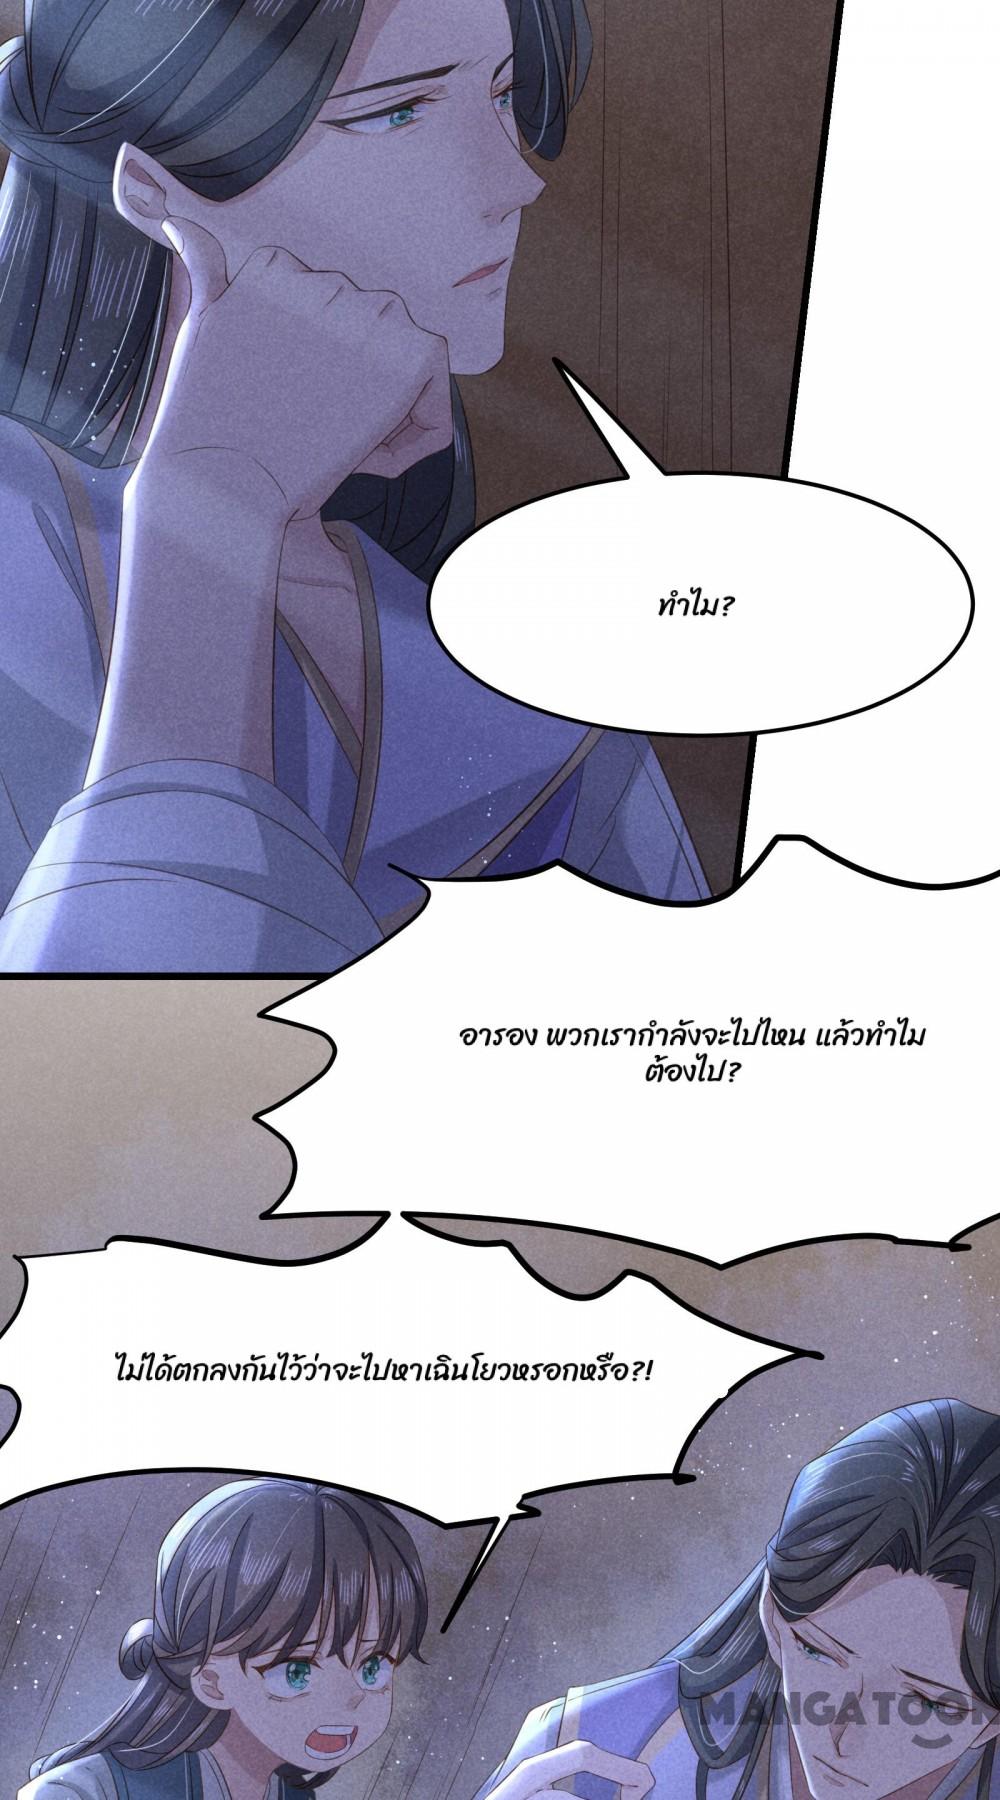 ทำไม?
อารอง พวกเรากำลังจะไปไหน แล้วทำไม
ต้องไป?
ไม่ได้ตกลงกันไว้ว่าจะไปหาเฉินโยวหรอกหรือ?!
MANGATOON